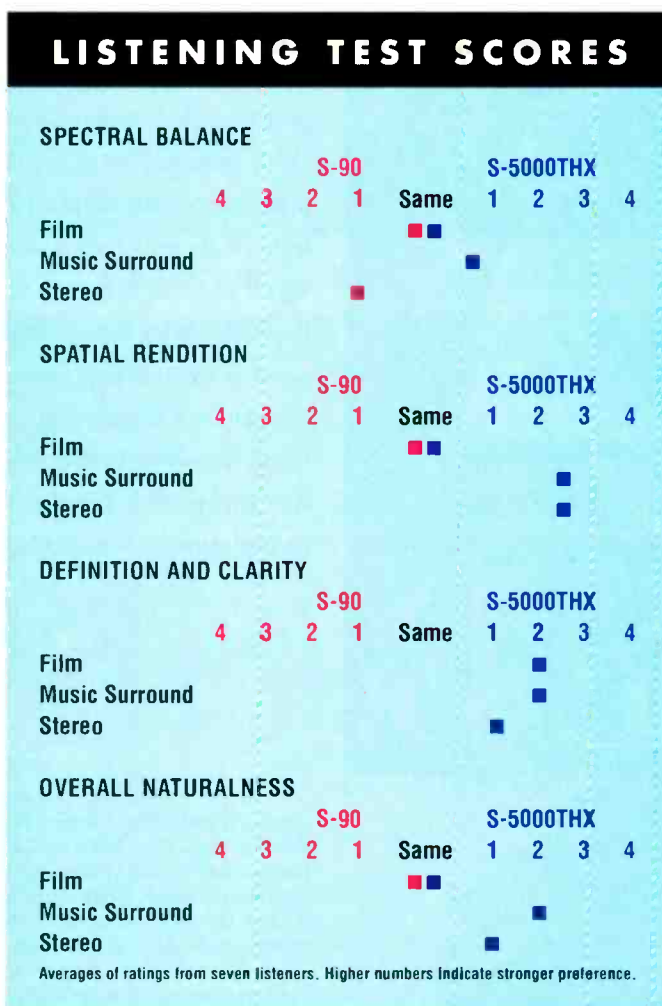 LISTENING TEST SCORES
SPECTRAL BALANCE
S-90 S-5000THX
4 3 2 1 Same 1 2 3 4
Film
Music Surround
Stereo
SPATIAL RENDITION
S-90 S-5000THX
4 3 2 1 Same 1 2 3 4
Film
Music Surround
Stereo
DEFINITION AND CLARITY
S-90 S-5000THX
4 3 2 1 Same 1 2 3 4
Film
Music Surround
Stereo
OVERALL NATURALNESS
S-90 S-5000THX
4 3 2 1 Same 1 2 3 4
Film
Music Surround
Stereo
Averages of ratings from seven listeners. Higher numbers Indicate stronger preference.